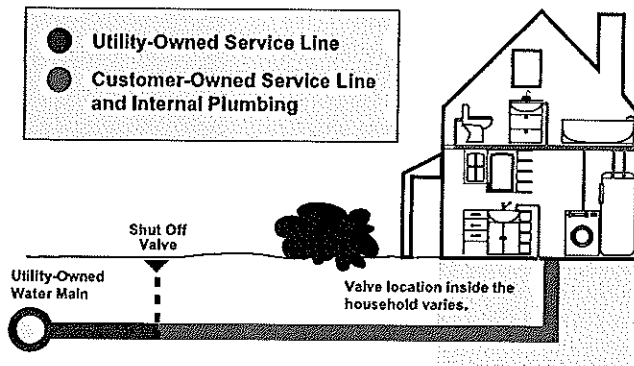 Utility-Owned Service Line
Customer-Owned Service Line
and Internal Plumbing
Shut Off
Valve
Utility-Owned
Water Main
Valve location inside the
household varies.